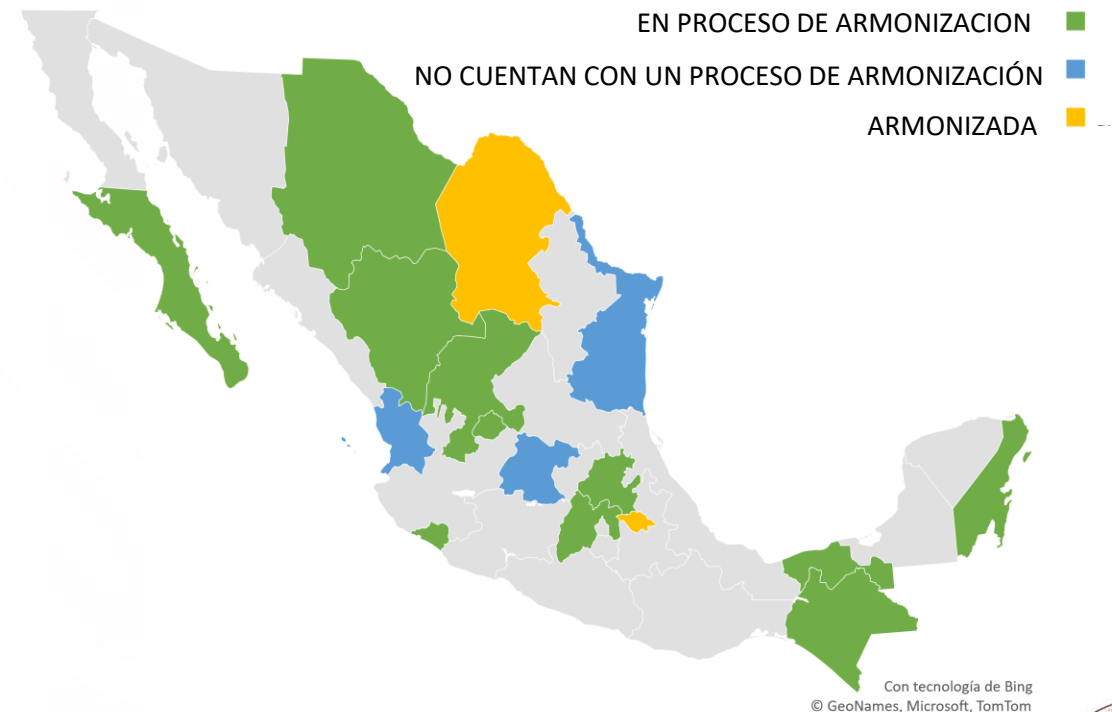 EN PROCESO DE ARMONIZACION
NO CUENTAN CON UN PROCESO DE ARMONIZACIÓN
ARMONIZADA
Con tecnología de Bing
© GeoNames, Microsoft, TomTom